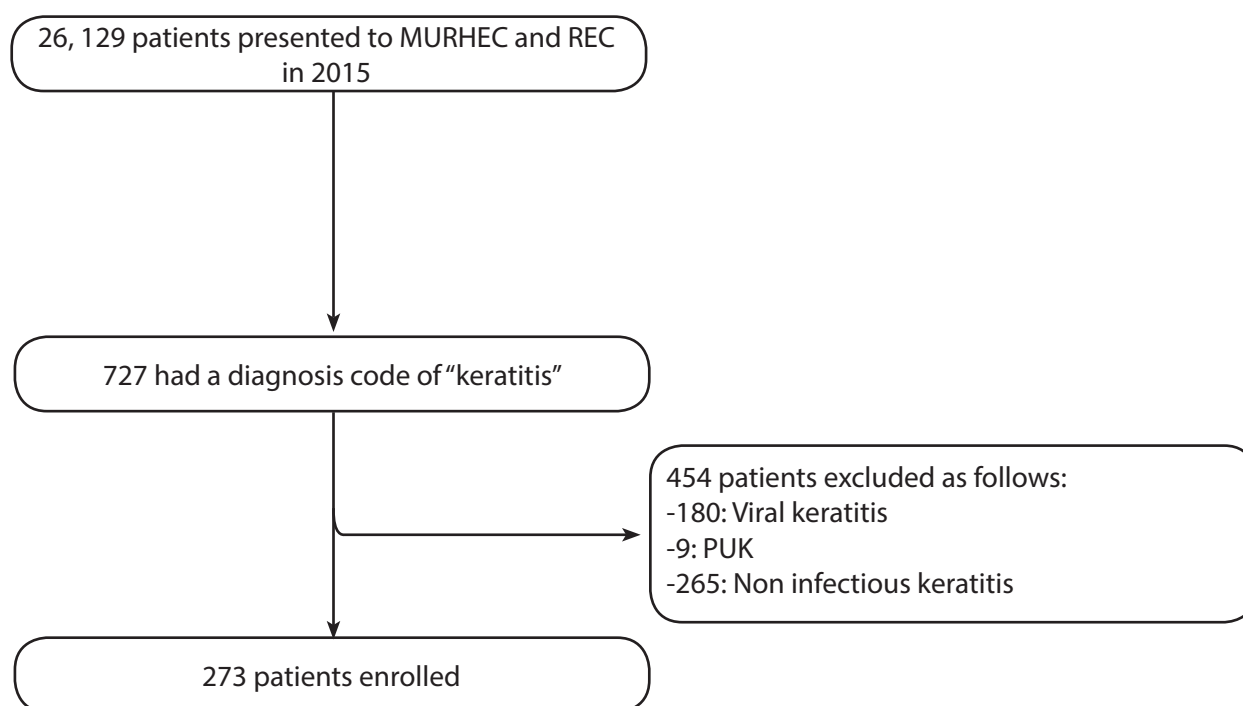 26, 129 patients presented to MURHEC and REC
in 2015
727 had a diagnosis code of “keratitis”
454 patients excluded as follows:
-180: Viral keratitis
-9: PUK
-265: Non infectious keratitis
273 patients enrolled